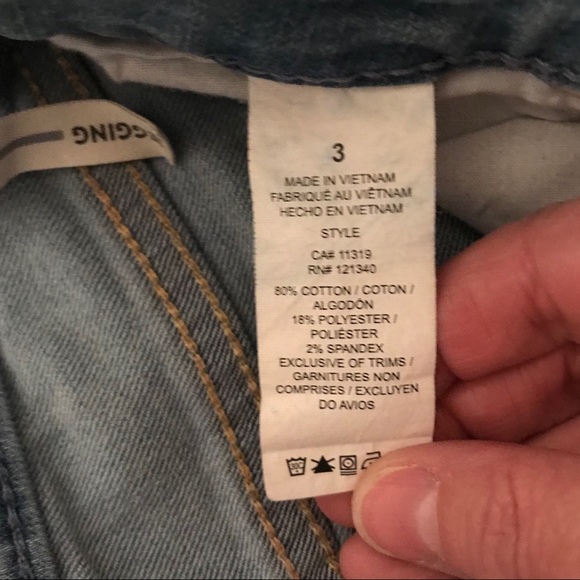 GGING
3
MADE IN VIETNAM
FABRIQUÉ AU VIÊTNAM
HECHO EN VIETNAM
STYLE
CA# 11319
RN# 121340
80% COTTON / COTON /
ALGODÓN
18% POLYESTER /
POLIÉSTER
2% SPANDEX
EXCLUSIVE OF TRIMS /
GARNITURES NON
COMPRISES / EXCLUYEN
DO AVIOS